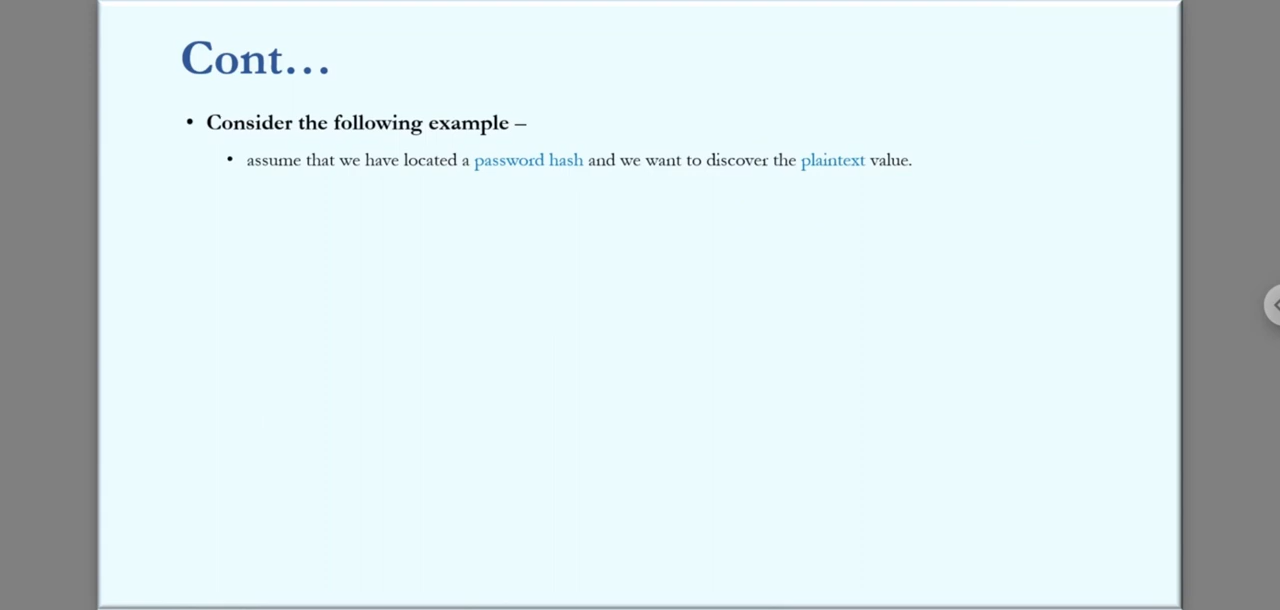 Cont…
• Consider the following example –
• assume that we have located a password hash and we want to discover the plaintext value.